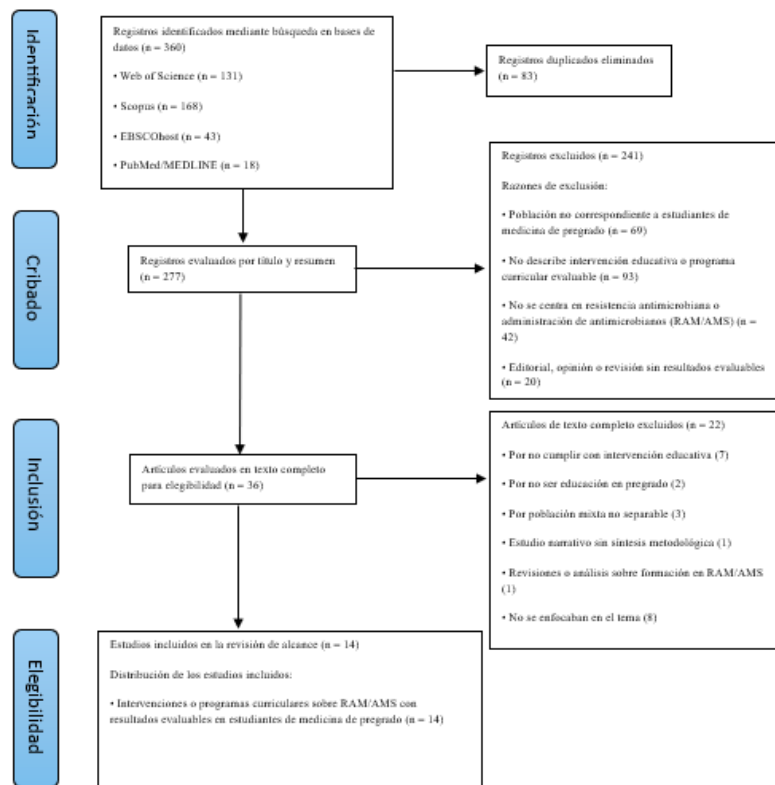 Identificación
Registros identificados mediante búsqueda en bases de
datos (n = 360)
• Web of Science (n = 131)
• Scopus (n = 168)
• EBSCOhost (n = 43)
• PubMed/MEDLINE (n = 18)
Registros duplicados eliminados
(n = 83)
Cribado
Registros evaluados por título y resumen
(n = 277)
Registros excluidos (n = 241)
Razones de exclusión:
• Población no correspondiente a estudiantes de
medicina de pregrado (n = 69)
• No describe intervención educativa o programa
curricular evaluable (n = 93)
• No se centra en resistencia antimicrobiana o
administración de antimicrobianos (RAM/AMS) (n =
42)
• Editorial, opinión o revisión sin resultados evaluables
(n = 20)
Inclusión
Artículos evaluados en texto completo
para elegibilidad (n = 36)
Artículos de texto completo excluidos (n = 22)
• Por no cumplir con intervención educativa (7)
• Por no ser educación en pregrado (2)
• Por población mixta no separable (3)
• Estudio narrativo sin síntesis metodológica (1)
• Revisiones o análisis sobre formación en RAM/AMS
(1)
• No se enfocaban en el tema (8)
Elegibilidad
Estudios incluidos en la revisión de alcance (n = 14)
Distribución de los estudios incluidos:
• Intervenciones o programas curriculares sobre RAM/AMS con
resultados evaluables en estudiantes de medicina de pregrado (n = 14)